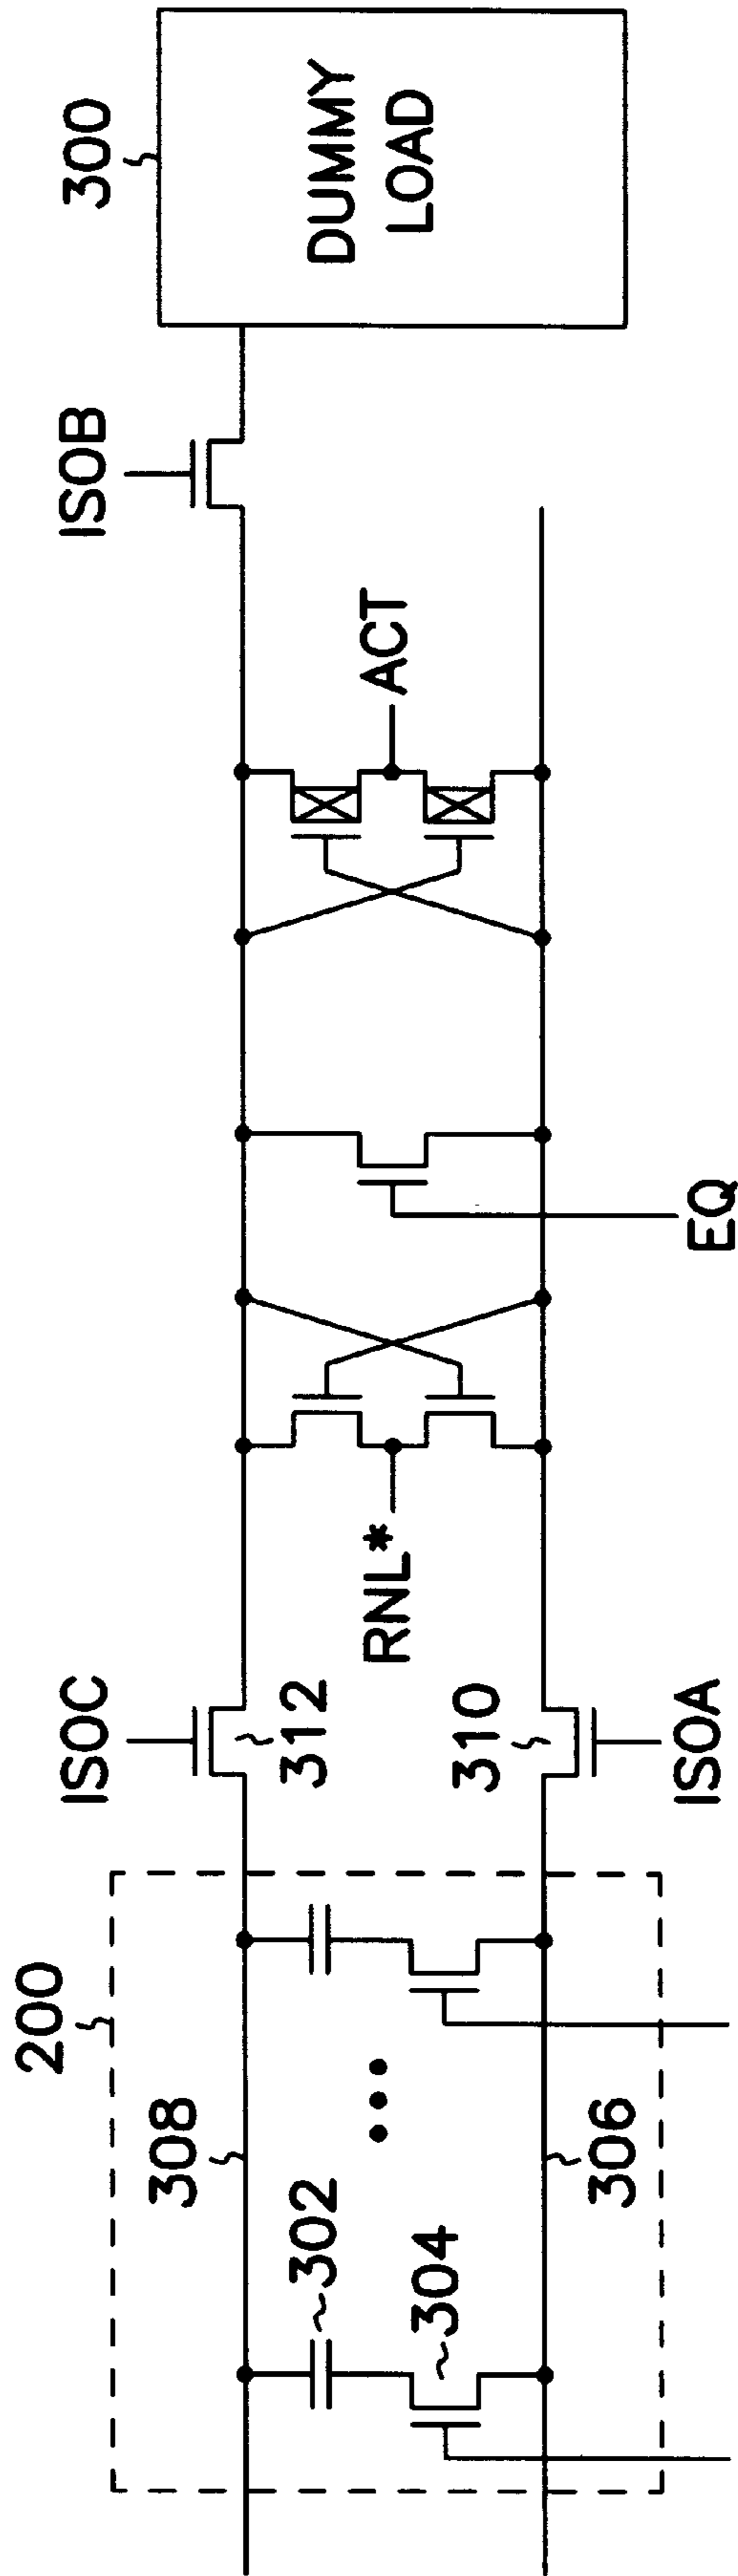 200
308
302
304
306
ISOC
312
310
ISOA
RNL*
EQ
ACT
ISOB
300
DUMMY
LOAD